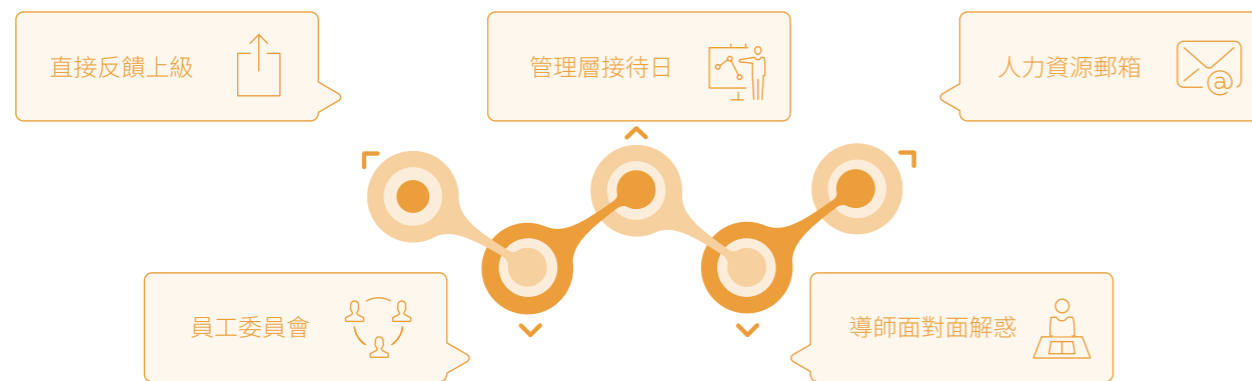 直接反饋上級
管理層接待日
人力資源郵箱
員工委員會
導師面對面解惑